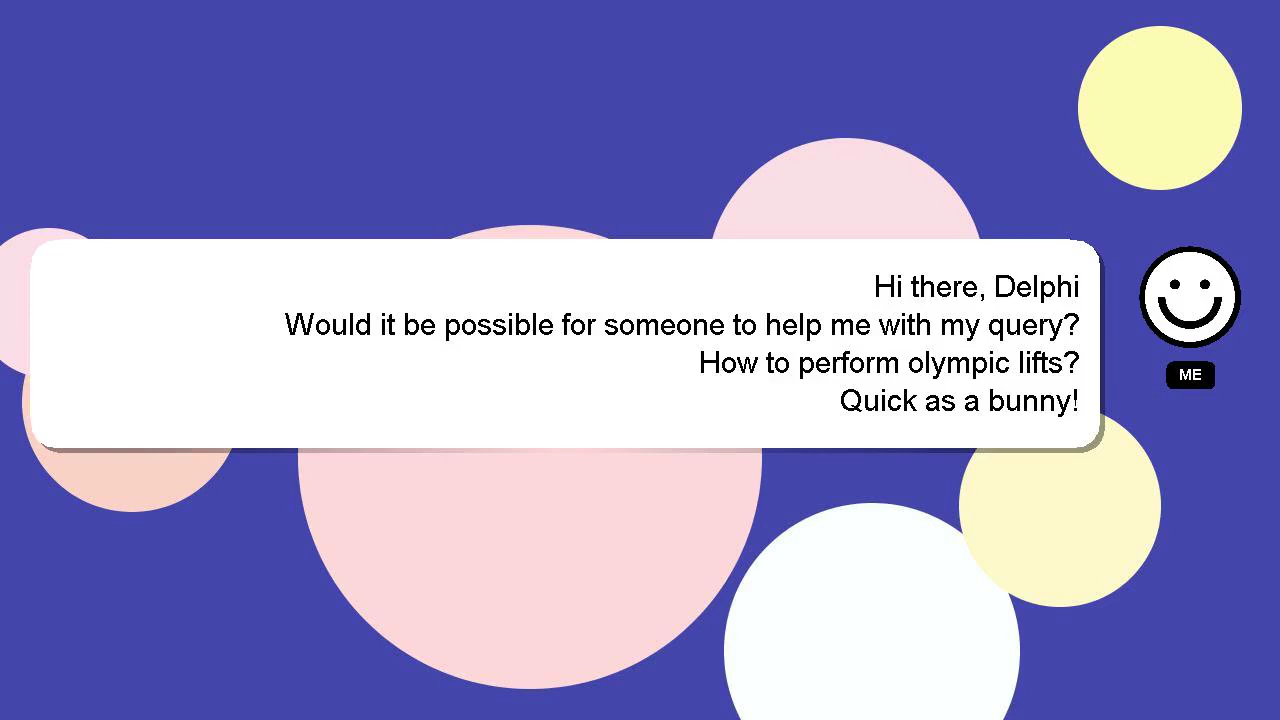 Hi there, Delphi
Would it be possible for someone to help me with my query?
How to perform olympic lifts?
Quick as a bunny!
ME